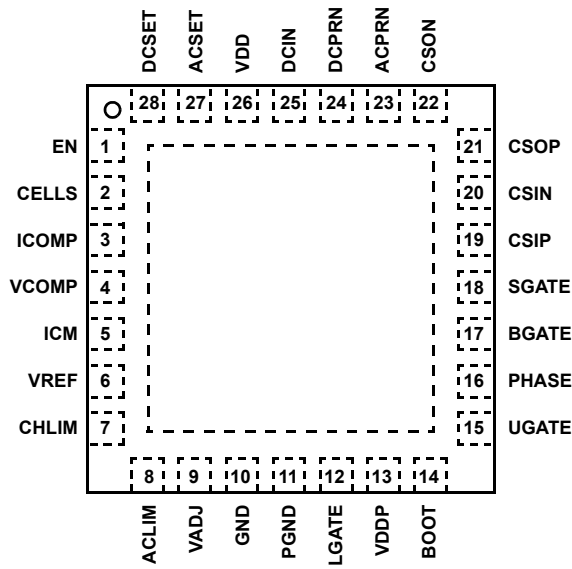 DCSET ACSET VDD DCIN DCPRN ACPRN CSON
28 27 26 25 24 23 22
EN 1 21 CSOP
CELLS 2 20 CSIN
ICOMP 3 19 CSIP
VCOMP 4 18 SGATE
ICM 5 17 BGATE
VREF 6 16 PHASE
CHLIM 7 15 UGATE
8 9 10 11 12 13 14
ACLIM VADJ GND PGND LGATE VDDP BOOT